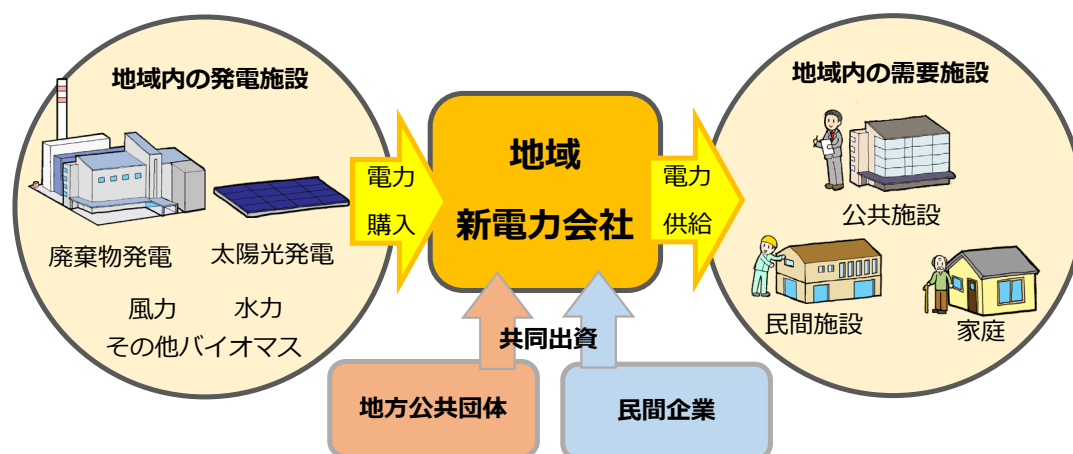 地域内の発電施設
廃棄物発電
太陽光発電
風力
水力
その他バイオマス
電力
購入
地域
新電力会社
電力
供給
地域内の需要施設
公共施設
民間施設
家庭
共同出資
地方公共団体
民間企業